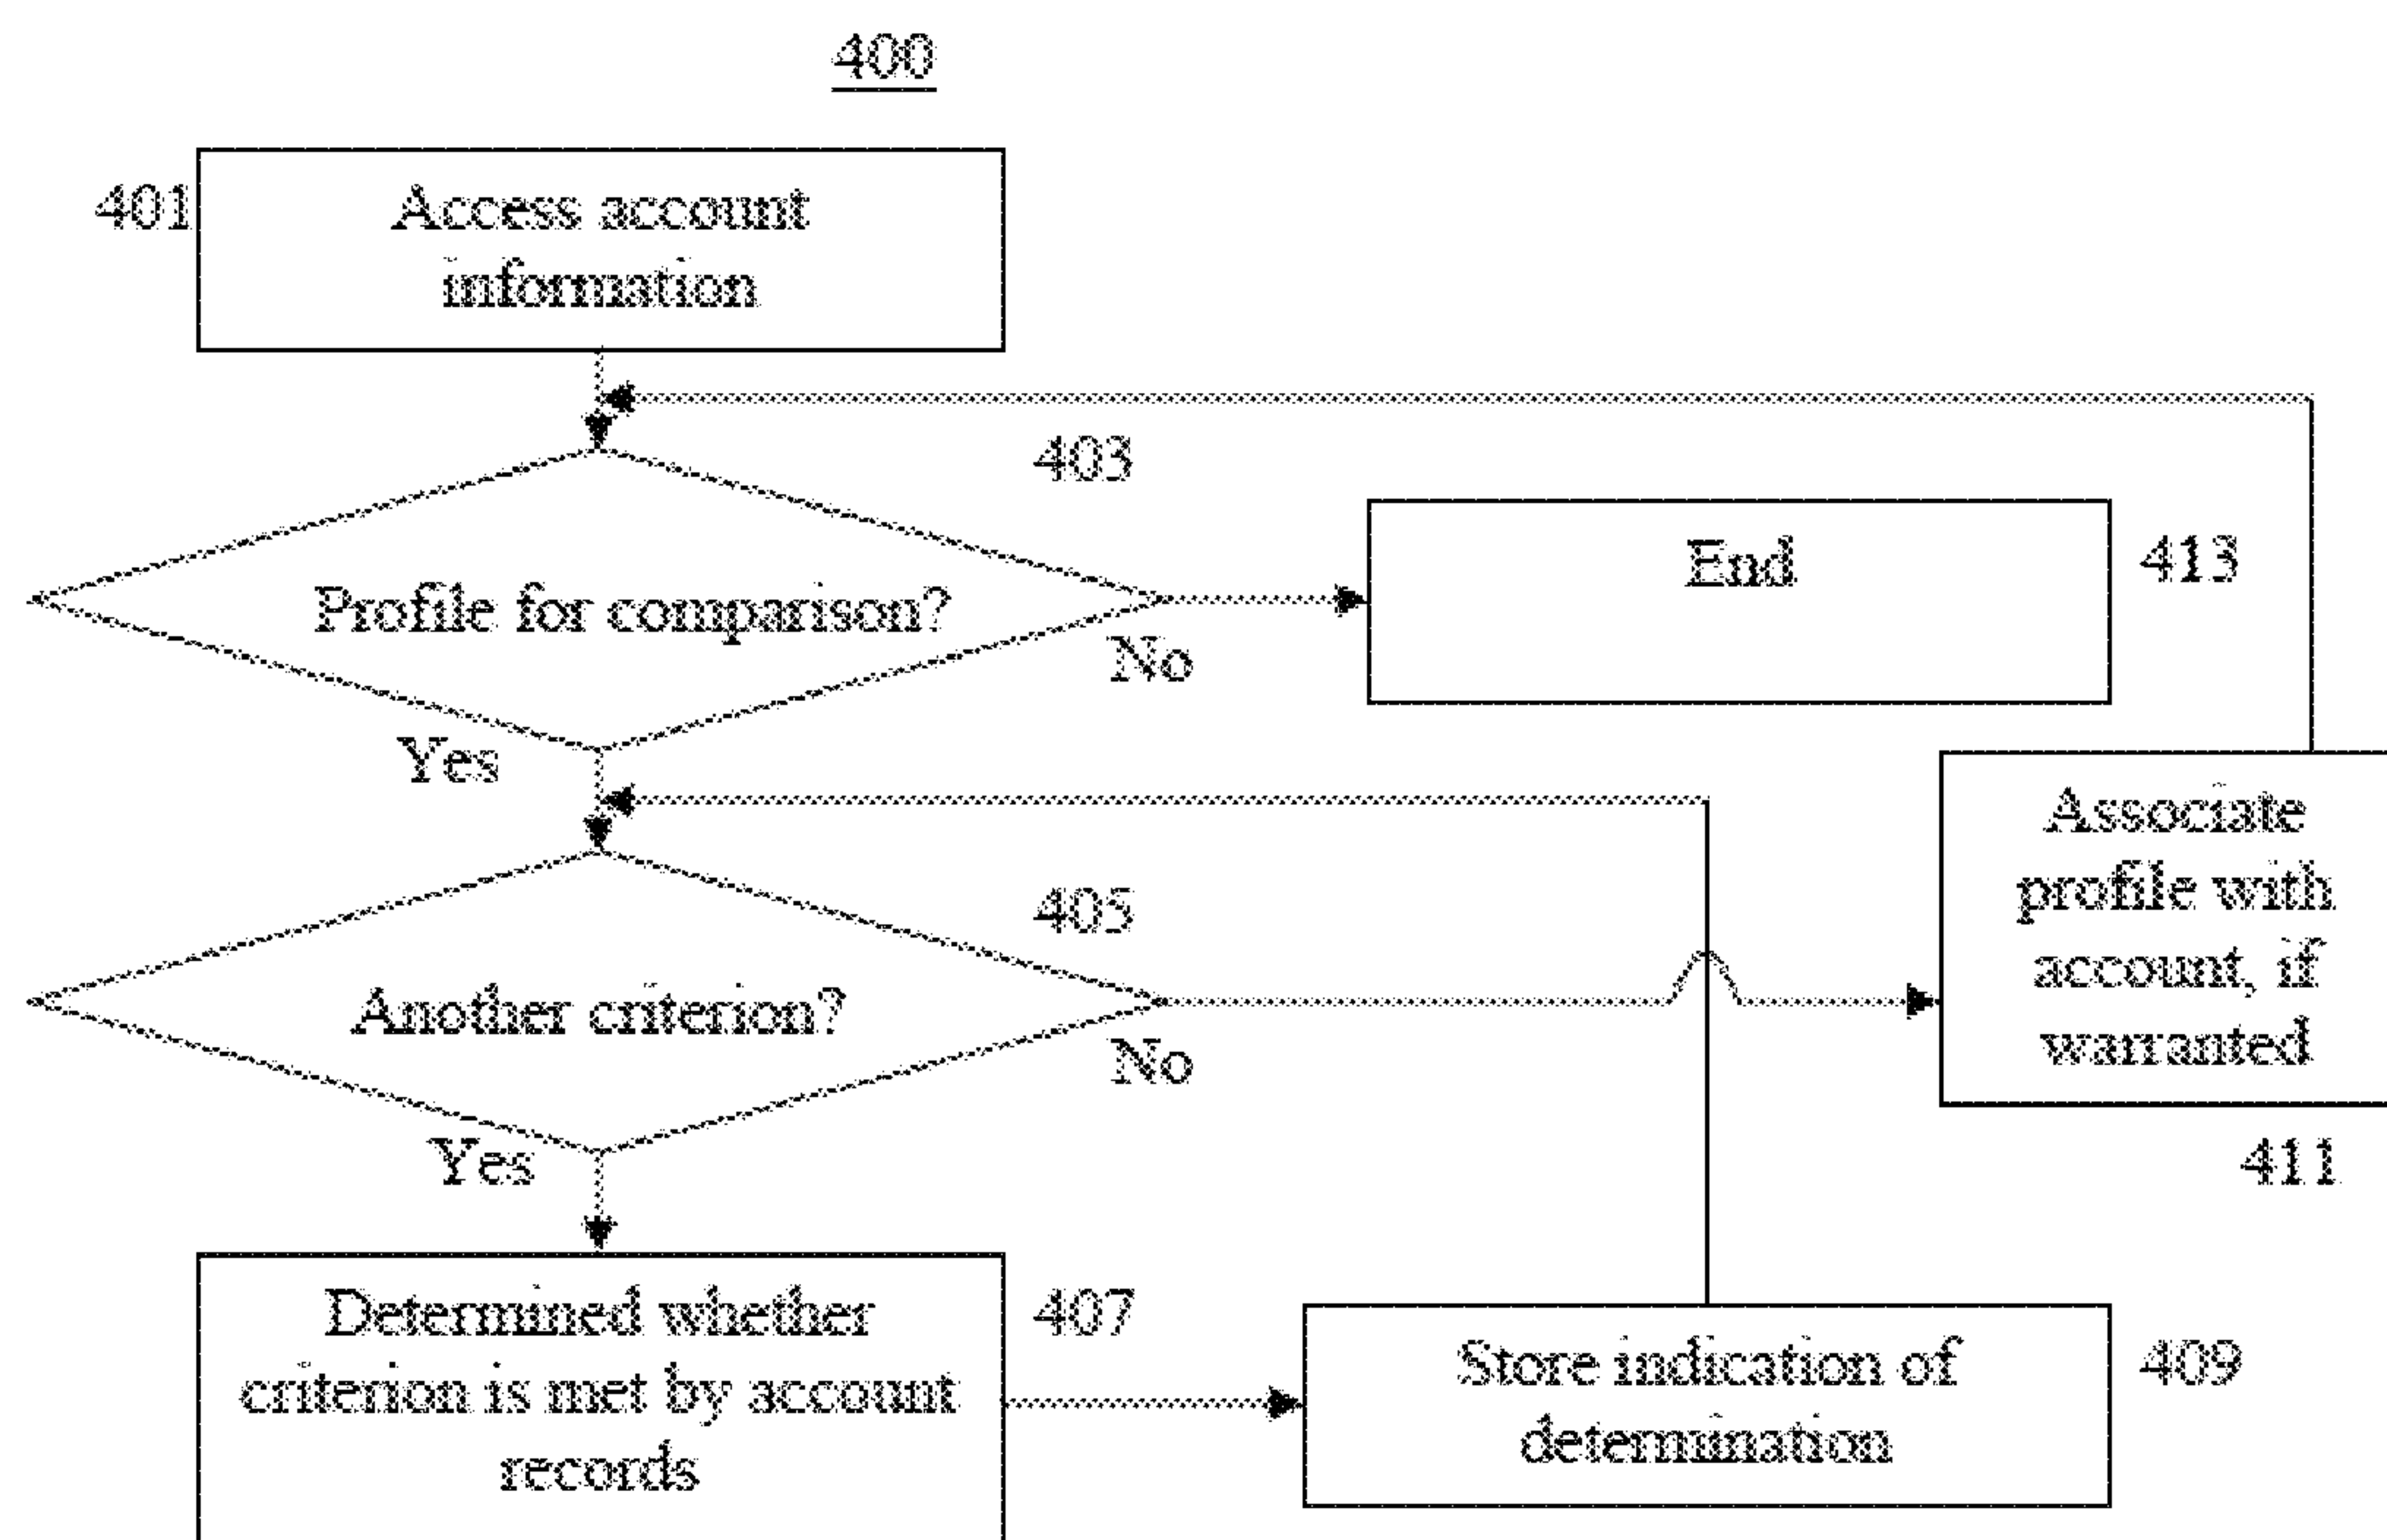 400
401
Access account
information
403
Profile for comparison?
No
Yes
End
413
405
Another criterion?
No
Yes
Associate
profile with
account, if
warranted
411
Determined whether
criterion is met by account
records
407
Store indication of
determination
409